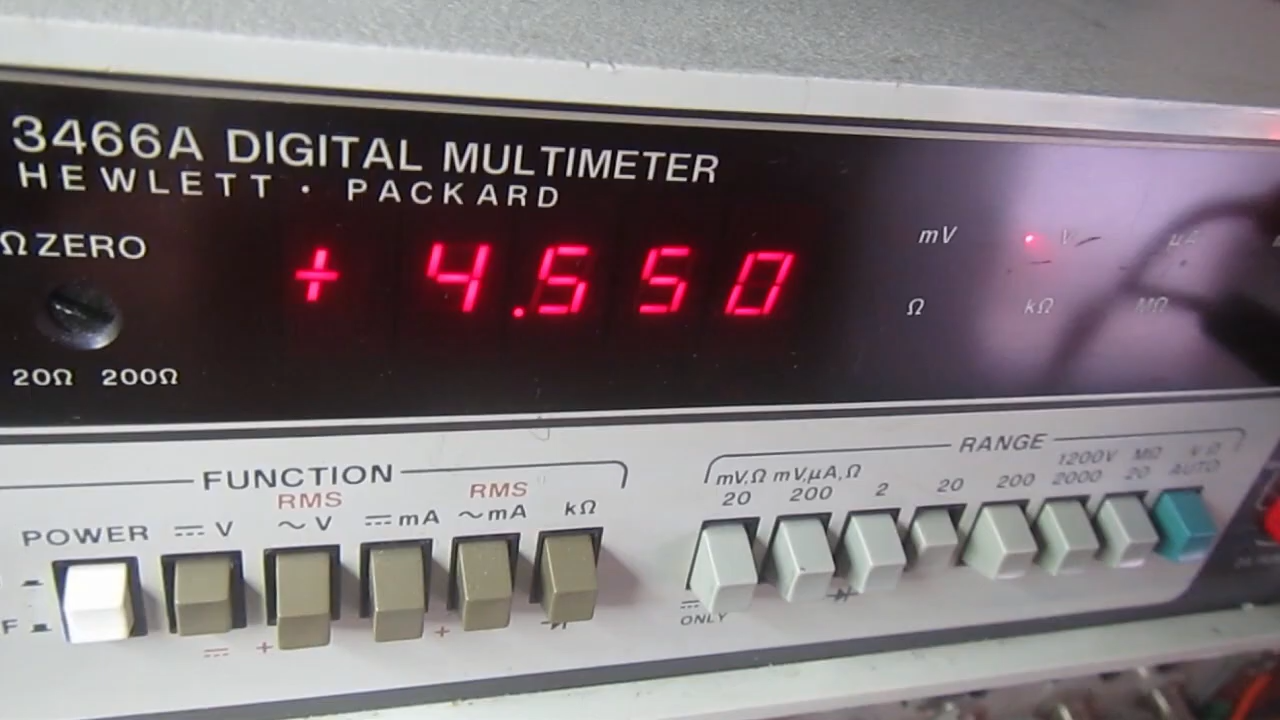 3466A DIGITAL MULTIMETER
HEWLETT · PACKARD
Ω ZERO
+ 4.550
mV V μA
Ω kΩ MΩ
20Ω 200Ω
FUNCTION
RANGE
RMS RMS
POWER ⎓ V ~ V ⎓ mA ~mA kΩ
mV,Ω mV,μA,Ω 1200V MΩ V Ω
20 200 2 20 200 2000 20 AUTO
F
⎓ + +
⎓
ONLY